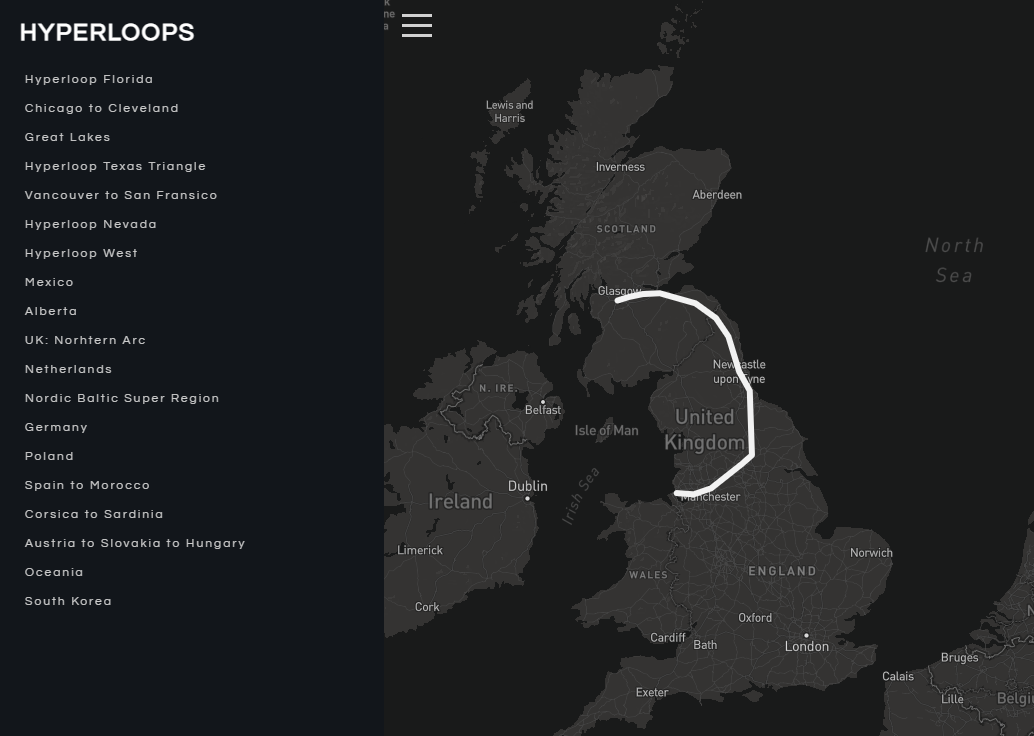 HYPERLOOPS
Hyperloop Florida
Chicago to Cleveland
Great Lakes
Hyperloop Texas Triangle
Vancouver to San Fransico
Hyperloop Nevada
Hyperloop West
Mexico
Alberta
UK: Norhtern Arc
Netherlands
Nordic Baltic Super Region
Germany
Poland
Spain to Morocco
Corsica to Sardinia
Austria to Slovakia to Hungary
Oceania
South Korea
Lewis and
Harris
Inverness
Aberdeen
SCOTLAND
North
Sea
Glasgow
Newcastle
upon Tyne
N. IRE.
Belfast
Isle of Man
United
Kingdom
Irish Sea
Dublin
Ireland
Manchester
Limerick
Norwich
WALES
ENGLAND
Cork
Oxford
Cardiff
Bath
London
Bruges
Calais
Exeter
Lille